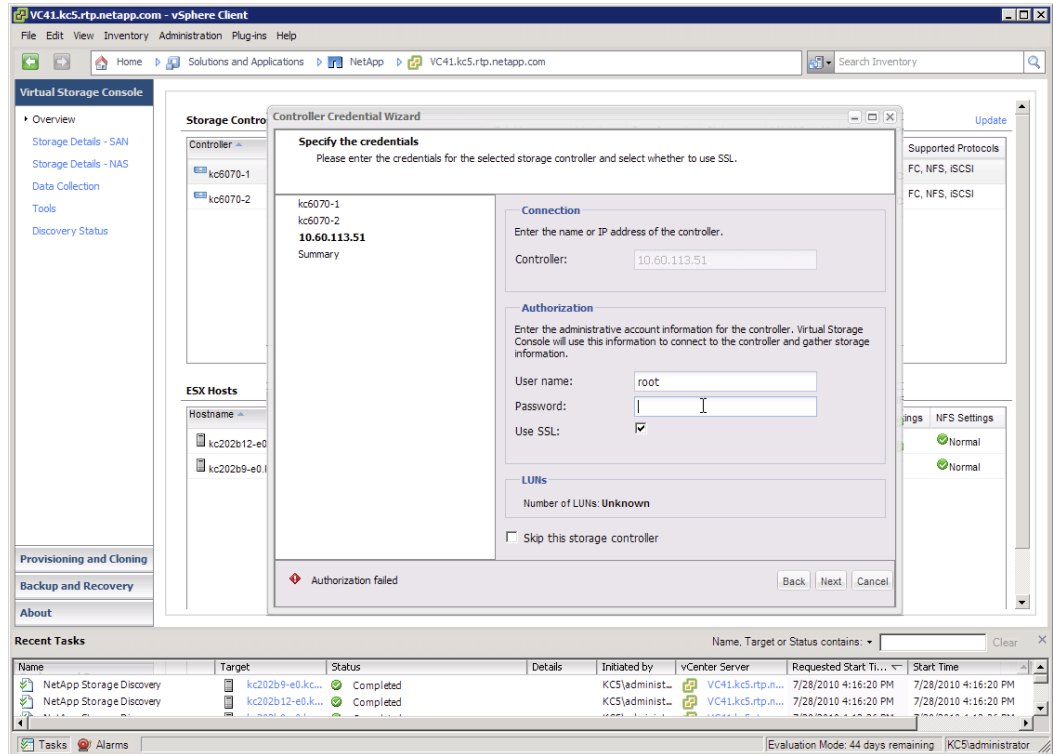 VC41.kc5.rtp.netapp.com - vSphere Client
File Edit View Inventory Administration Plug-ins Help
Home Solutions and Applications NetApp VC41.kc5.rtp.netapp.com Search Inventory
Virtual Storage Console
Overview
Storage Details - SAN
Storage Details - NAS
Data Collection
Tools
Discovery Status
Provisioning and Cloning
Backup and Recovery
About
Storage Contro
Update
Controller
Supported Protocols
kc6070-1
FC, NFS, iSCSI
kc6070-2
FC, NFS, iSCSI
ESX Hosts
Hostname
ings NFS Settings
kc202b12-e0
Normal
kc202b9-e0.k
Normal
Controller Credential Wizard
Specify the credentials
Please enter the credentials for the selected storage controller and select whether to use SSL.
kc6070-1
kc6070-2
10.60.113.51
Summary
Connection
Enter the name or IP address of the controller.
Controller: 10.60.113.51
Authorization
Enter the administrative account information for the controller. Virtual Storage
Console will use this information to connect to the controller and gather storage
information.
User name: root
Password:
Use SSL:
LUNs
Number of LUNs: Unknown
Skip this storage controller
Authorization failed
Back Next Cancel
Recent Tasks
Name, Target or Status contains: Clear
Name Target Status Details Initiated by vCenter Server Requested Start Ti... Start Time
NetApp Storage Discovery kc202b9-e0.kc... Completed KC5\administ... VC41.kc5.rtp.n... 7/28/2010 4:16:20 PM 7/28/2010 4:16:20 PM
NetApp Storage Discovery kc202b12-e0.k... Completed KC5\administ... VC41.kc5.rtp.n... 7/28/2010 4:16:20 PM 7/28/2010 4:16:20 PM
Tasks Alarms Evaluation Mode: 44 days remaining KC5\administrator